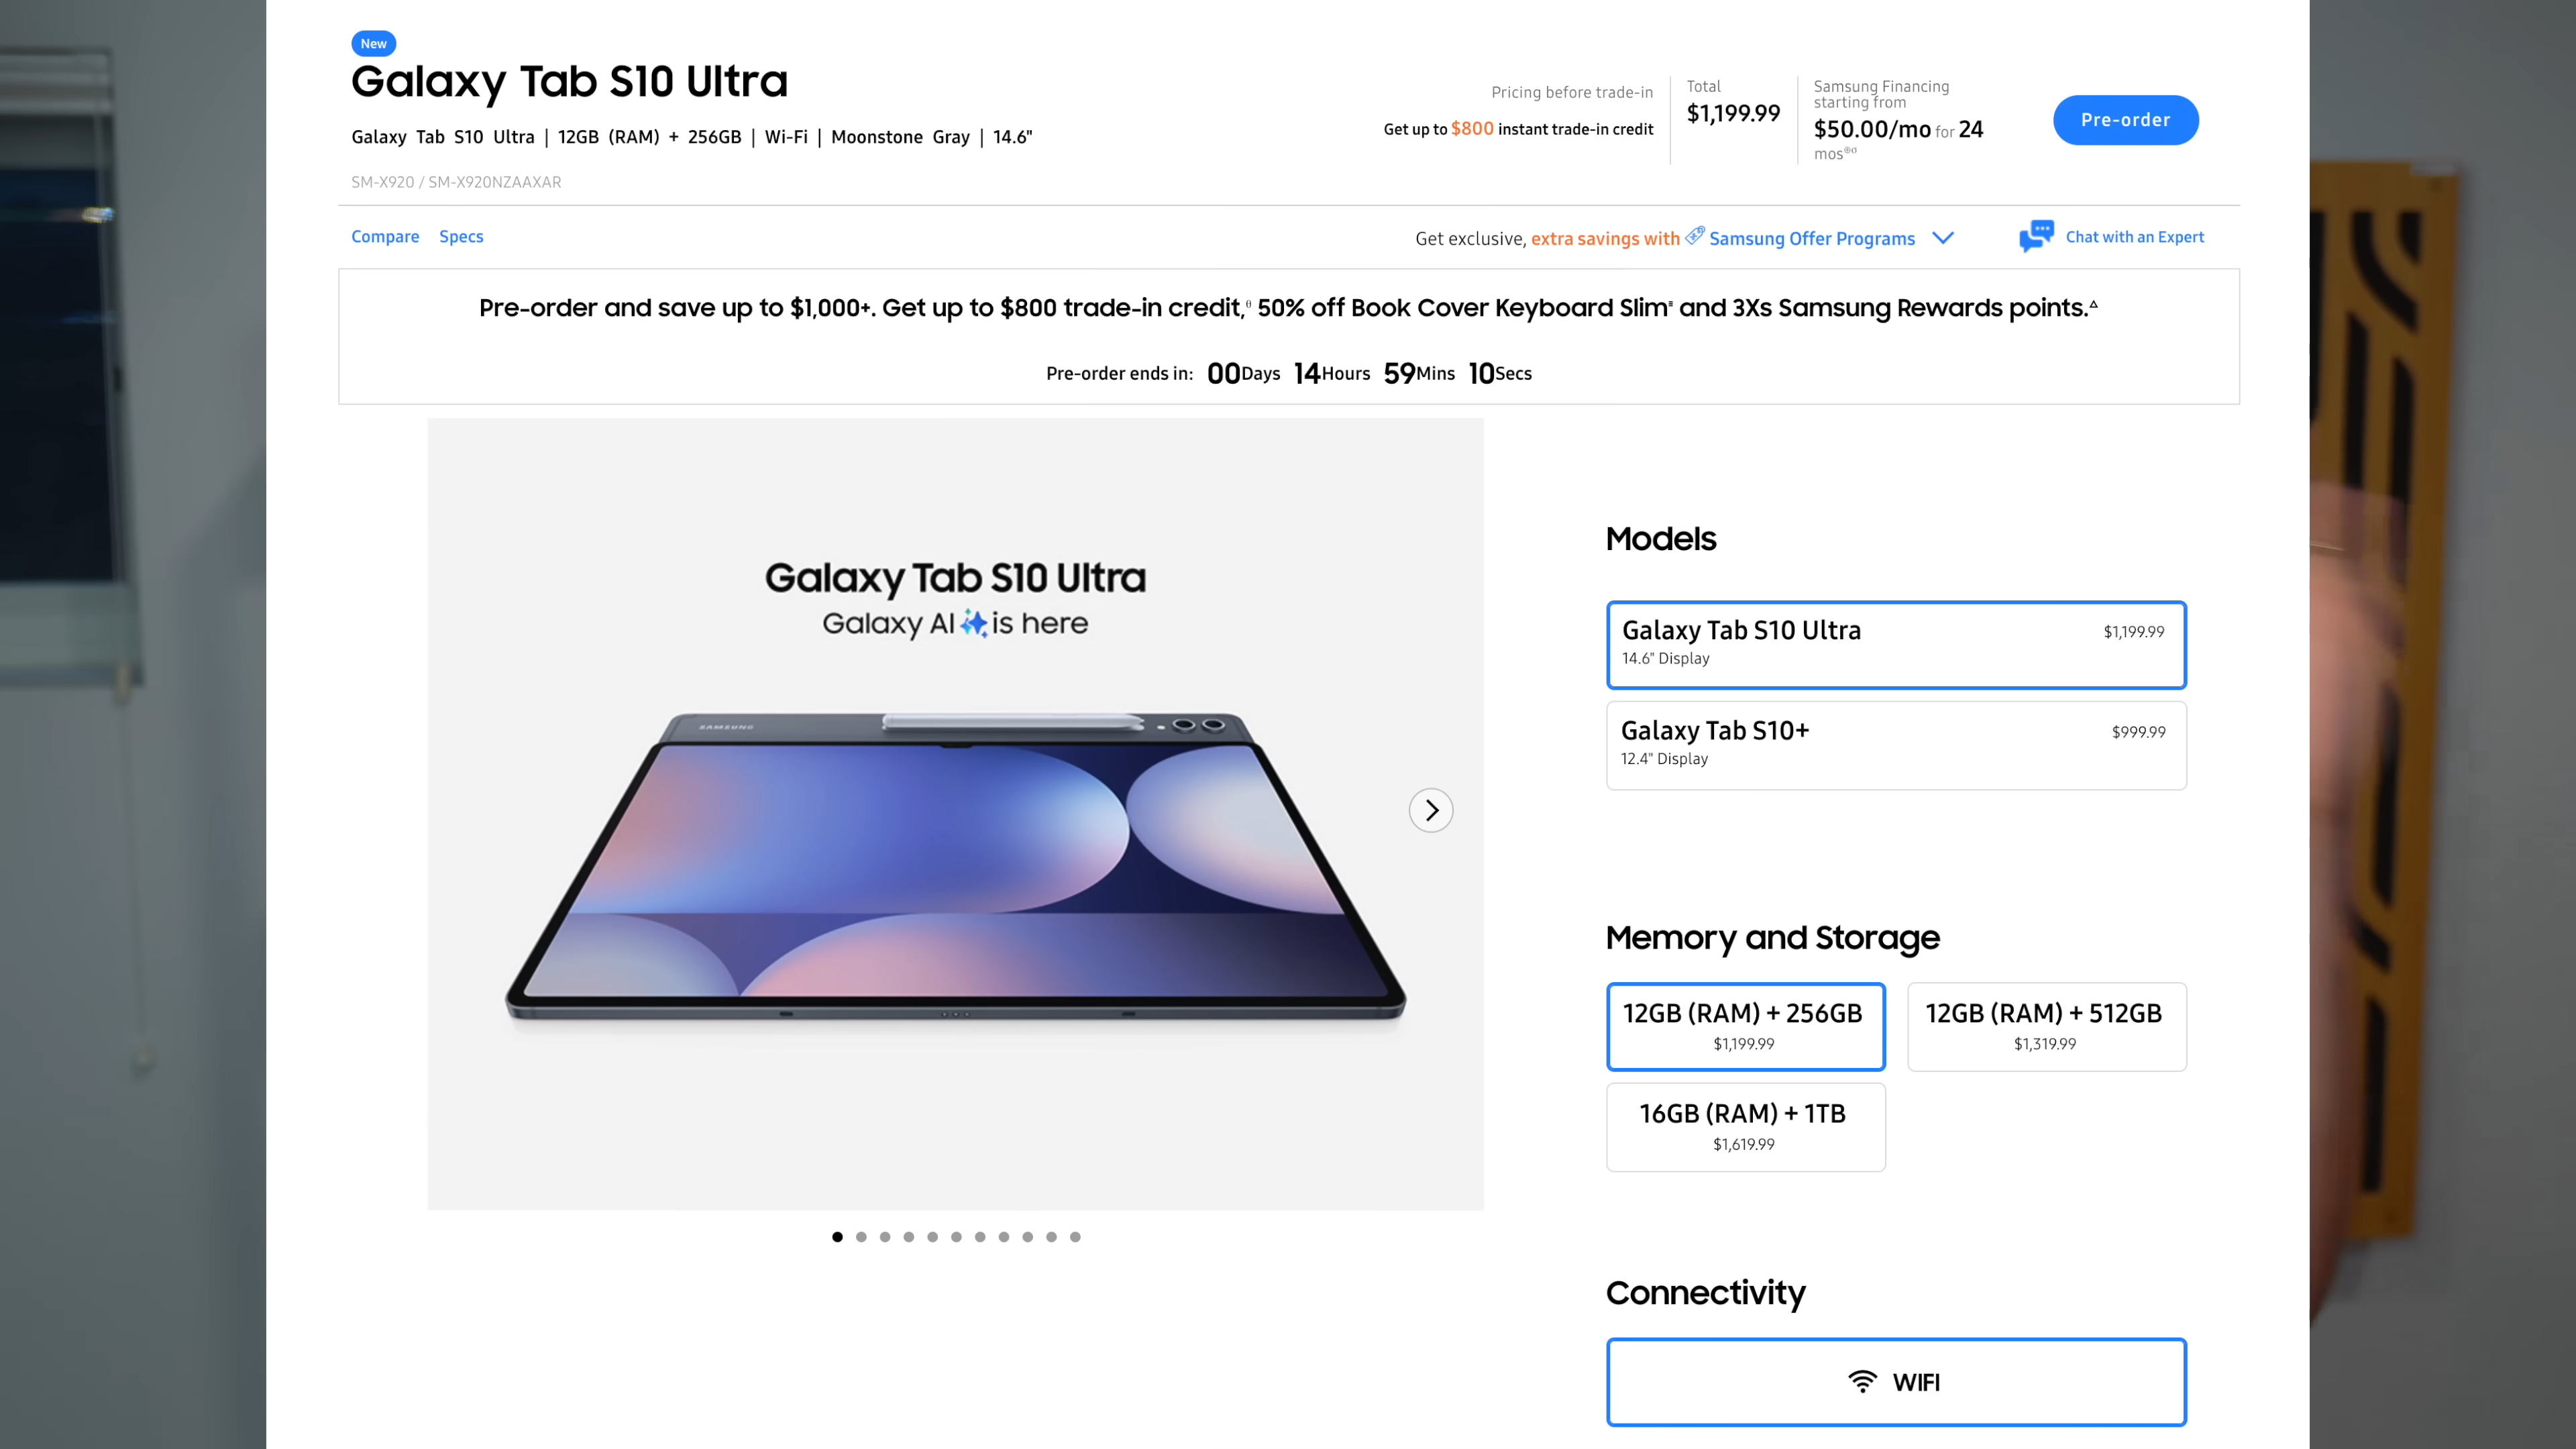 New
Galaxy Tab S10 Ultra
Galaxy Tab S10 Ultra | 12GB (RAM) + 256GB | Wi-Fi | Moonstone Gray | 14.6"
SM-X920 / SM-X920NZAAXAR
Pricing before trade-in
Get up to $800 instant trade-in credit
Total
$1,199.99
Samsung Financing
starting from
$50.00/mo for 24
mos
Pre-order
Compare Specs
Get exclusive, extra savings with Samsung Offer Programs
Chat with an Expert
Pre-order and save up to $1,000+. Get up to $800 trade-in credit,θ 50% off Book Cover Keyboard Slim and 3Xs Samsung Rewards points.Δ
Pre-order ends in: 00Days 14Hours 59Mins 10Secs
Galaxy Tab S10 Ultra
Galaxy AI is here
SAMSUNG
Models
Galaxy Tab S10 Ultra $1,199.99
14.6" Display
Galaxy Tab S10+ $999.99
12.4" Display
Memory and Storage
12GB (RAM) + 256GB
$1,199.99
12GB (RAM) + 512GB
$1,319.99
16GB (RAM) + 1TB
$1,619.99
Connectivity
WIFI